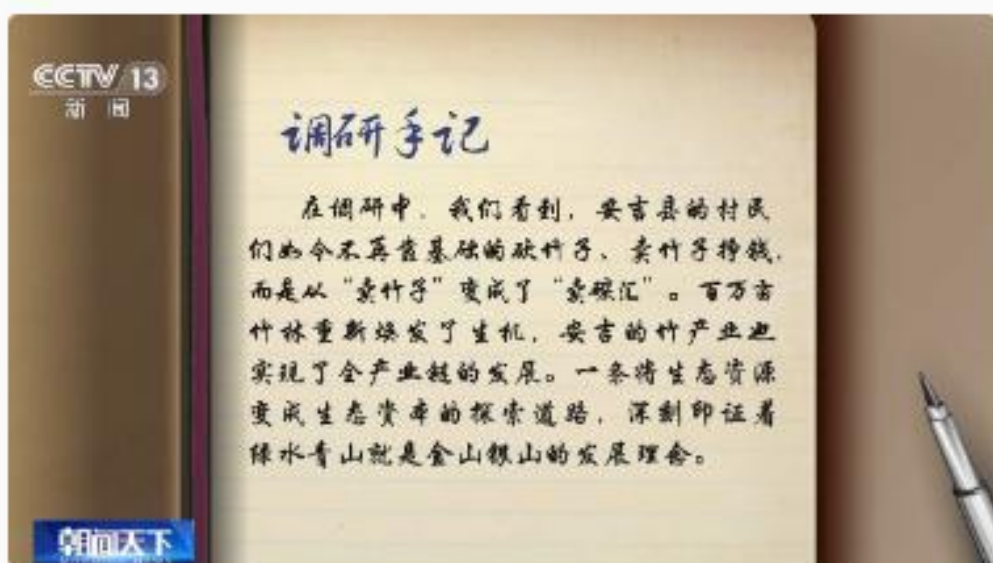 CCTV 13
新闻
调研手记
在调研中，我们看到，安吉县的村民
们如今不再靠基础的砍竹子、卖竹子挣钱，
而是从“卖竹子”变成了“卖碳汇”。百万亩
竹林重新焕发了生机，安吉的竹产业也
实现了全产业链的发展。一条将生态资源
变成生态资本的探索道路，深刻印证着
绿水青山就是金山银山的发展理念。
朝闻天下